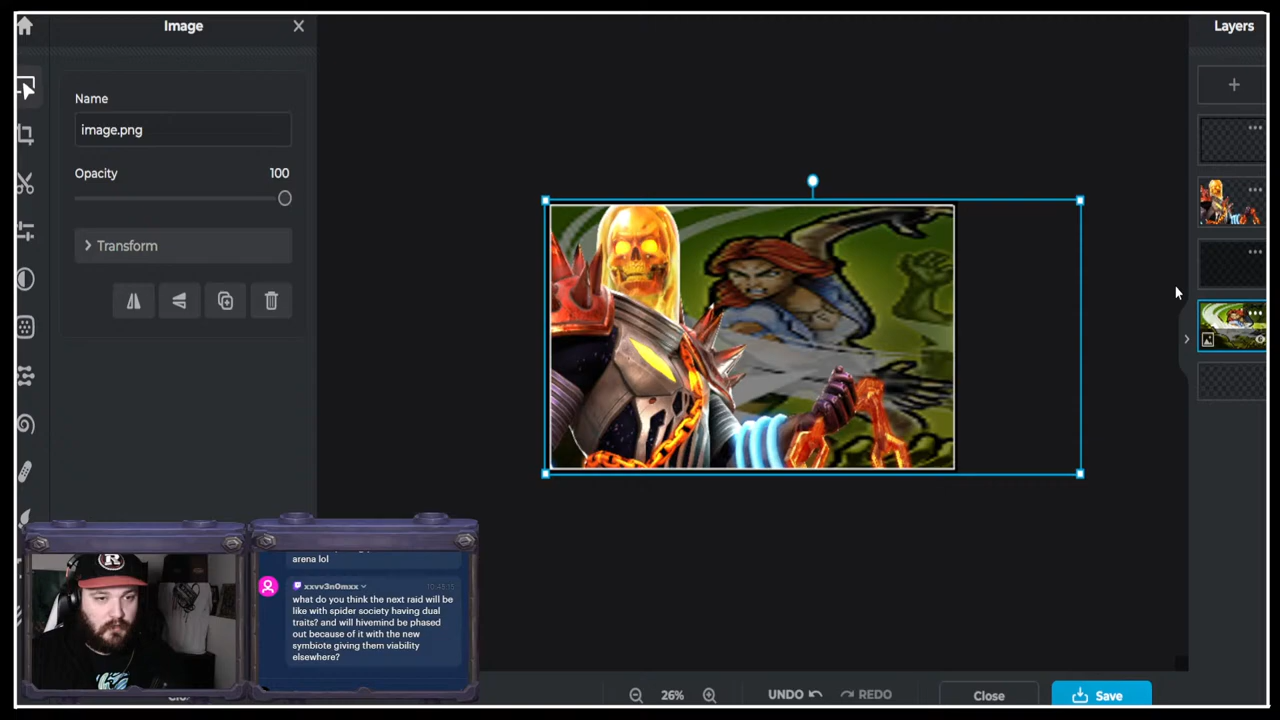 Image
Layers
Name
image.png
Opacity 100
Transform
arena lol
xxvv3n0mxx
what do you think the next raid will be
like with spider society having dual
traits? and will hivemind be phased
out because of it with the new
symbiote giving them viability
elsewhere?
R
26%
UNDO
REDO
Close
Save